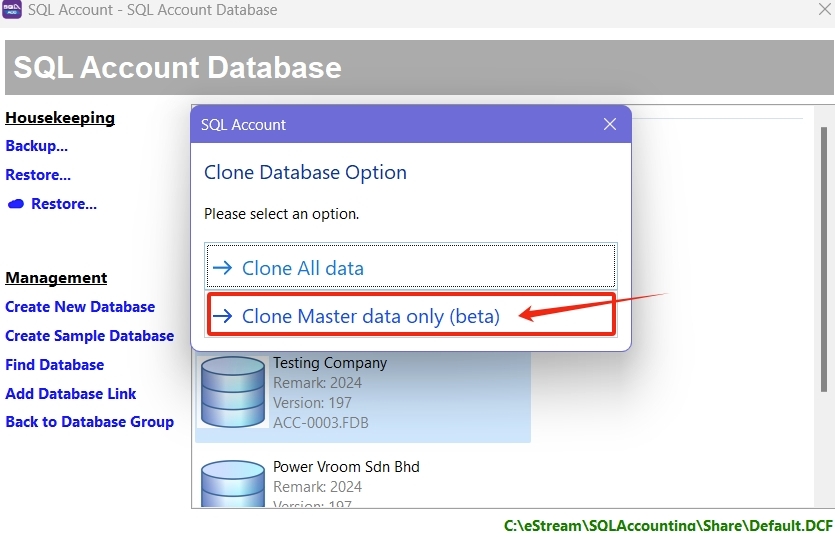 SQL Account - SQL Account Database
SQL Account Database
Housekeeping
Backup...
Restore...
Restore...
Management
Create New Database
Create Sample Database
Find Database
Add Database Link
Back to Database Group
SQL Account
Clone Database Option
Please select an option.
Clone All data
Clone Master data only (beta)
Testing Company
Remark: 2024
Version: 197
ACC-0003.FDB
Power Vroom Sdn Bhd
Remark: 2024
Version: 197
C:\eStream\SQLAccounting\Share\Default.DCF